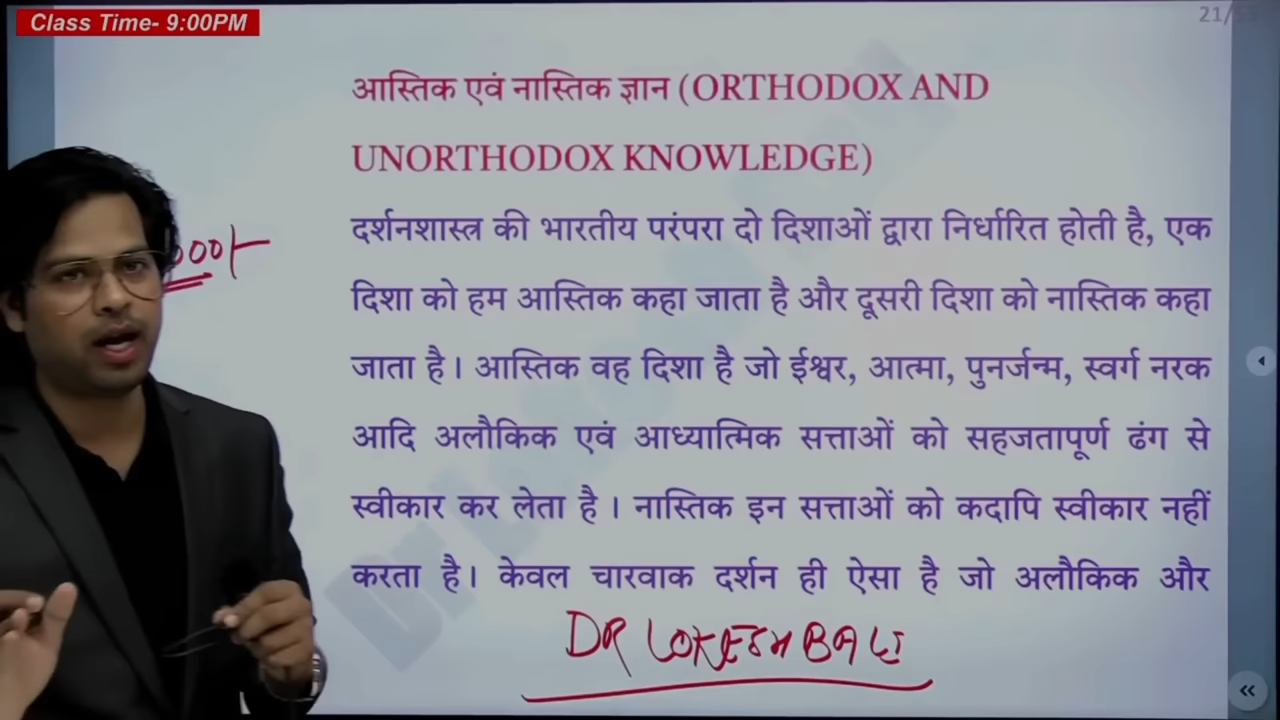 Class Time- 9:00PM
21/
आस्तिक एवं नास्तिक ज्ञान (ORTHODOX AND
UNORTHODOX KNOWLEDGE)
दर्शनशास्त्र की भारतीय परंपरा दो दिशाओं द्वारा निर्धारित होती है, एक
000/-
दिशा को हम आस्तिक कहा जाता है और दूसरी दिशा को नास्तिक कहा
जाता है। आस्तिक वह दिशा है जो ईश्वर, आत्मा, पुनर्जन्म, स्वर्ग नरक
आदि अलौकिक एवं आध्यात्मिक सत्ताओं को सहजतापूर्ण ढंग से
स्वीकार कर लेता है। नास्तिक इन सत्ताओं को कदापि स्वीकार नहीं
करता है। केवल चारवाक दर्शन ही ऐसा है जो अलौकिक और
DR LOKESH BALI